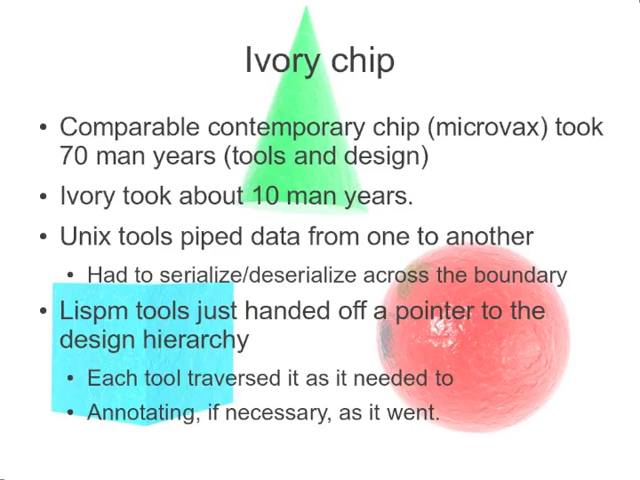 Ivory chip
• Comparable contemporary chip (microvax) took
70 man years (tools and design)
• Ivory took about 10 man years.
• Unix tools piped data from one to another
• Had to serialize/deserialize across the boundary
• Lispm tools just handed off a pointer to the
design hierarchy
• Each tool traversed it as it needed to
• Annotating, if necessary, as it went.